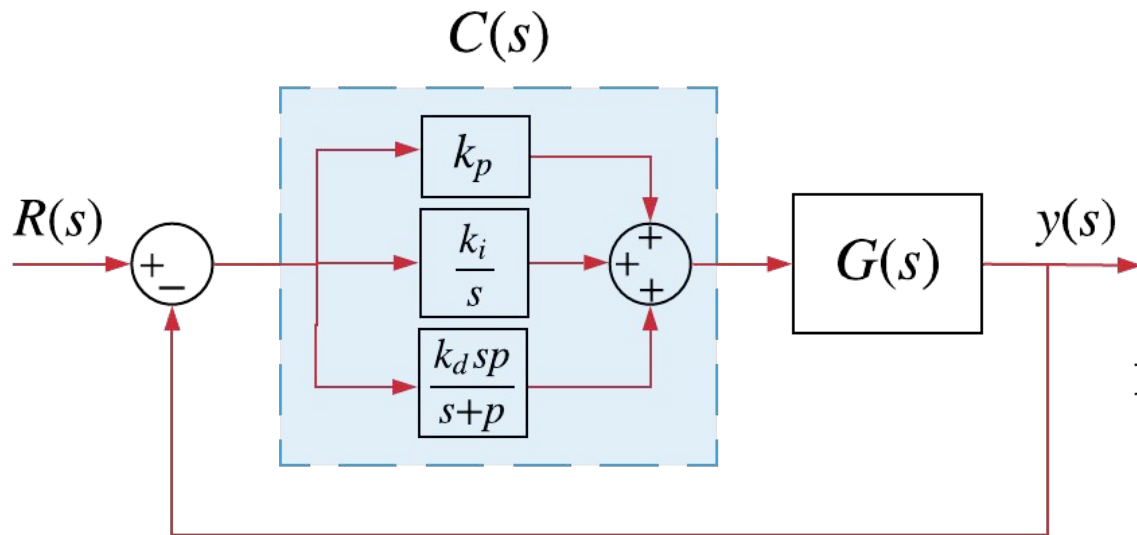 C(s)
k_p
R(s)
y(s)
+
−
k_i
s
+
+
+
G(s)
k_d sp
s+p